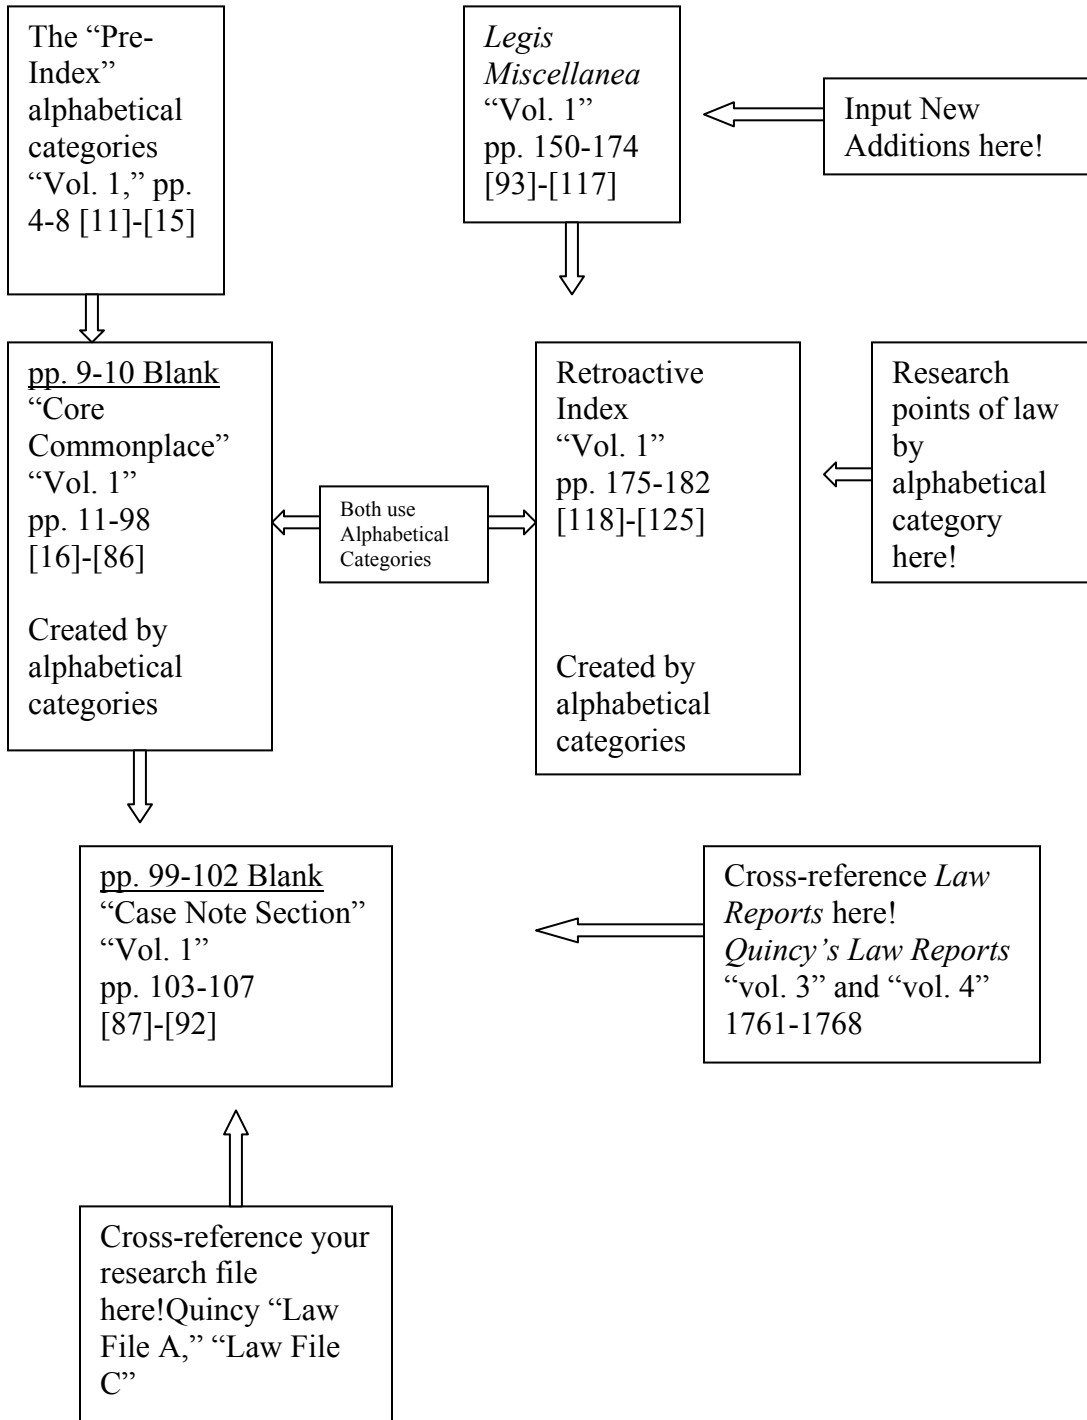 The “Pre-
Index”
alphabetical
categories
“Vol. 1,” pp.
4-8 [11]-[15]
Legis
Miscellanea
“Vol. 1”
pp. 150-174
[93]-[117]
Input New
Additions here!
pp. 9-10 Blank
“Core
Commonplace”
“Vol. 1”
pp. 11-98
[16]-[86]
Created by
alphabetical
categories
Both use
Alphabetical
Categories
Retroactive
Index
“Vol. 1”
pp. 175-182
[118]-[125]
Created by
alphabetical
categories
Research
points of law
by
alphabetical
category
here!
pp. 99-102 Blank
“Case Note Section”
“Vol. 1”
pp. 103-107
[87]-[92]
Cross-reference Law
Reports here!
Quincy’s Law Reports
“vol. 3” and “vol. 4”
1761-1768
Cross-reference your
research file
here!Quincy “Law
File A,” “Law File
C”